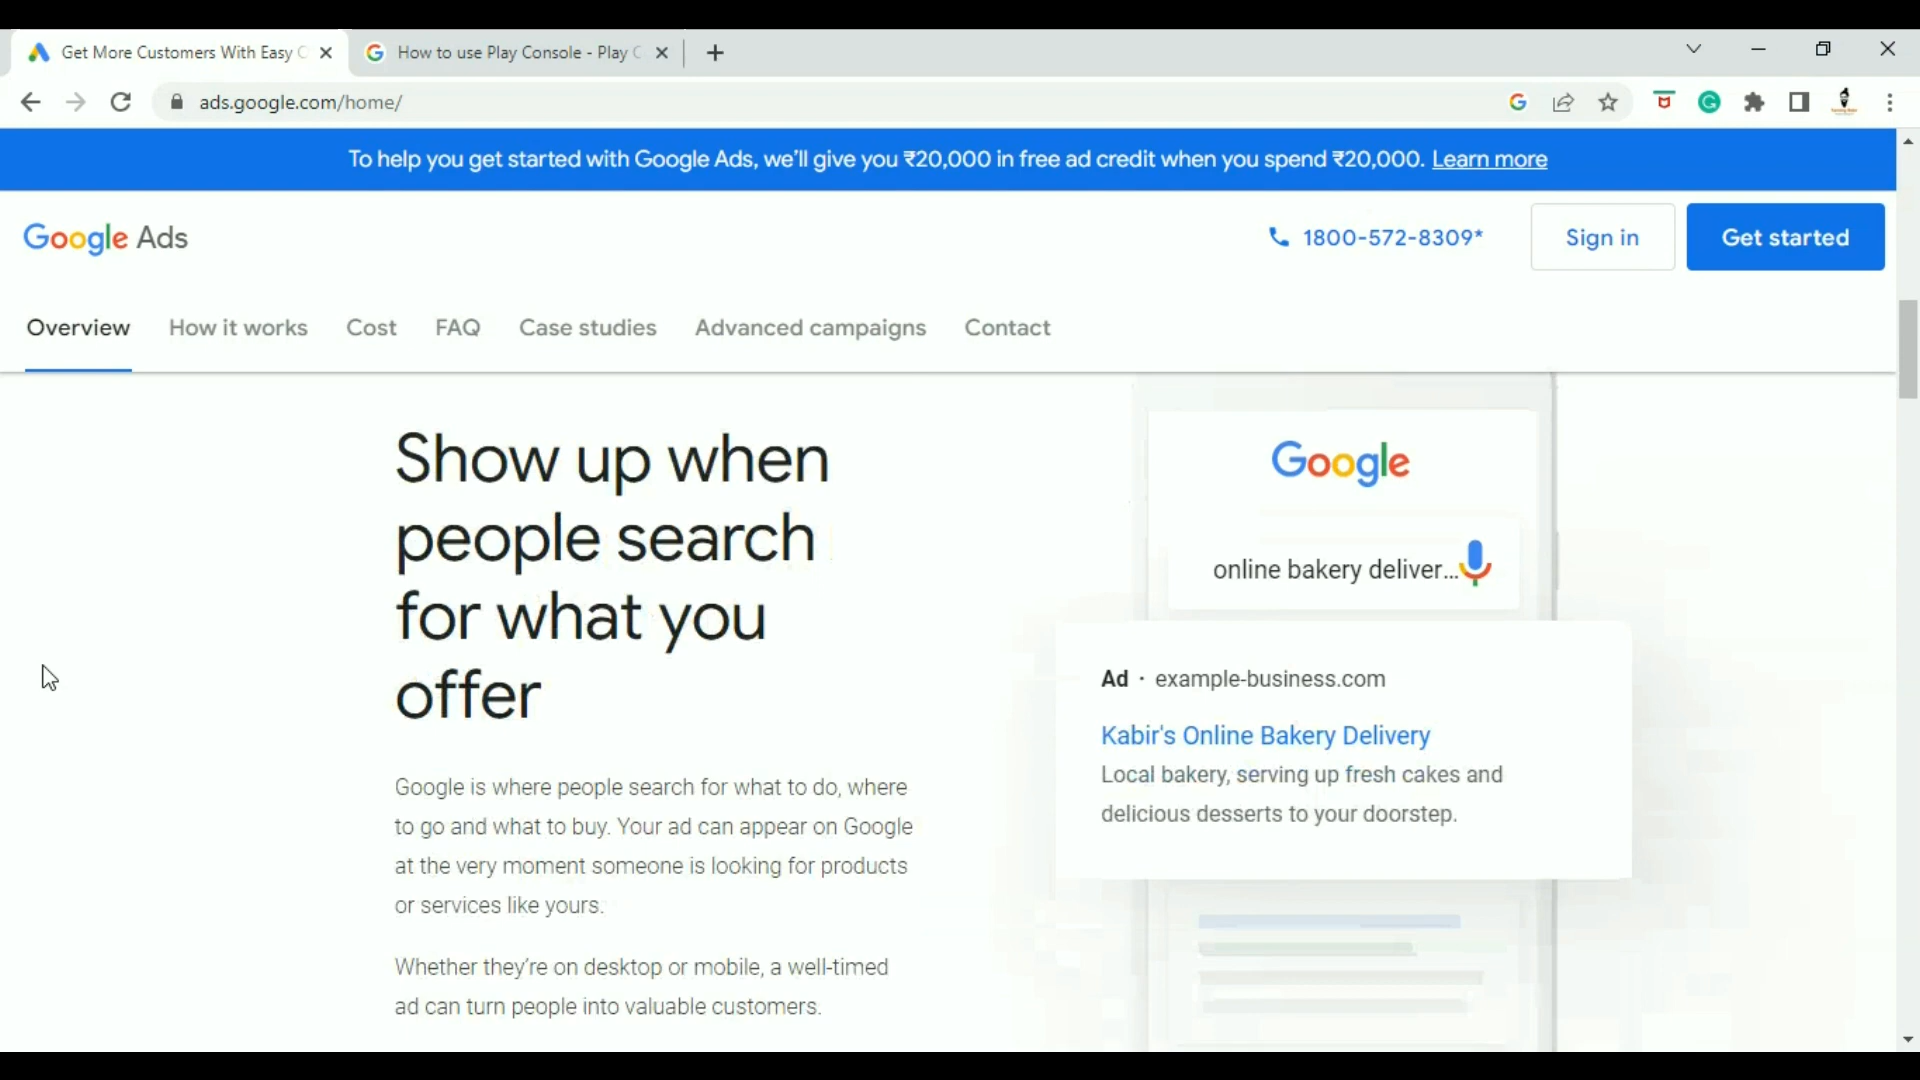 Get More Customers With Easy
How to use Play Console - Play
ads.google.com/home/
To help you get started with Google Ads, we'll give you ₹20,000 in free ad credit when you spend ₹20,000. Learn more
Google Ads
1800-572-8309*
Sign in
Get started
Overview
How it works
Cost
FAQ
Case studies
Advanced campaigns
Contact
Show up when
people search
for what you
offer
Google is where people search for what to do, where
to go and what to buy. Your ad can appear on Google
at the very moment someone is looking for products
or services like yours.
Whether they're on desktop or mobile, a well-timed
ad can turn people into valuable customers.
Google
online bakery deliver...
Ad · example-business.com
Kabir's Online Bakery Delivery
Local bakery, serving up fresh cakes and
delicious desserts to your doorstep.